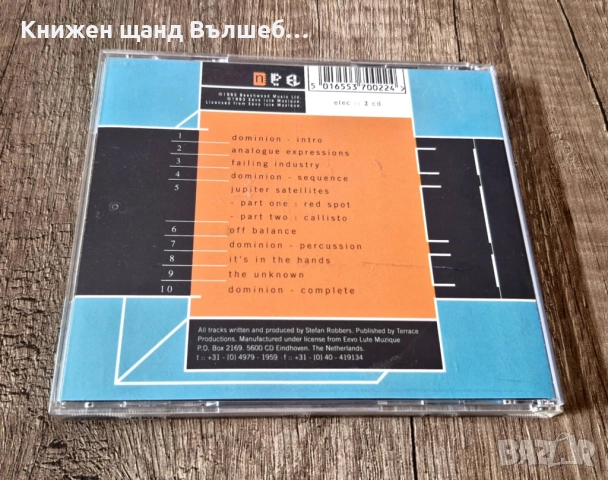 Книжен щанд Вълшеб...
n
5 016553 700224 >
elec :: 2 cd
1 dominion - intro
2 analogue expressions
3 failing industry
4 dominion - sequence
5 jupiter satellites
- part one : red spot
- part two : callisto
6 off balance
7 dominion - percussion
8 it's in the hands
9 the unknown
10 dominion - complete
All tracks written and produced by Stefan Robbers. Published by Terrace
Productions. Manufactured under license from Eevo Lute Muzique
P.O. Box 2169. 5600 CD Eindhoven. The Netherlands.
t :: +31 - (0) 4979 - 1959 : f :: +31 - (0) 40 - 419134
Beechwood Music Ltd.
Eevo Lute Muzique.
Licensed from Eevo Lute Muzique.
BAZAR